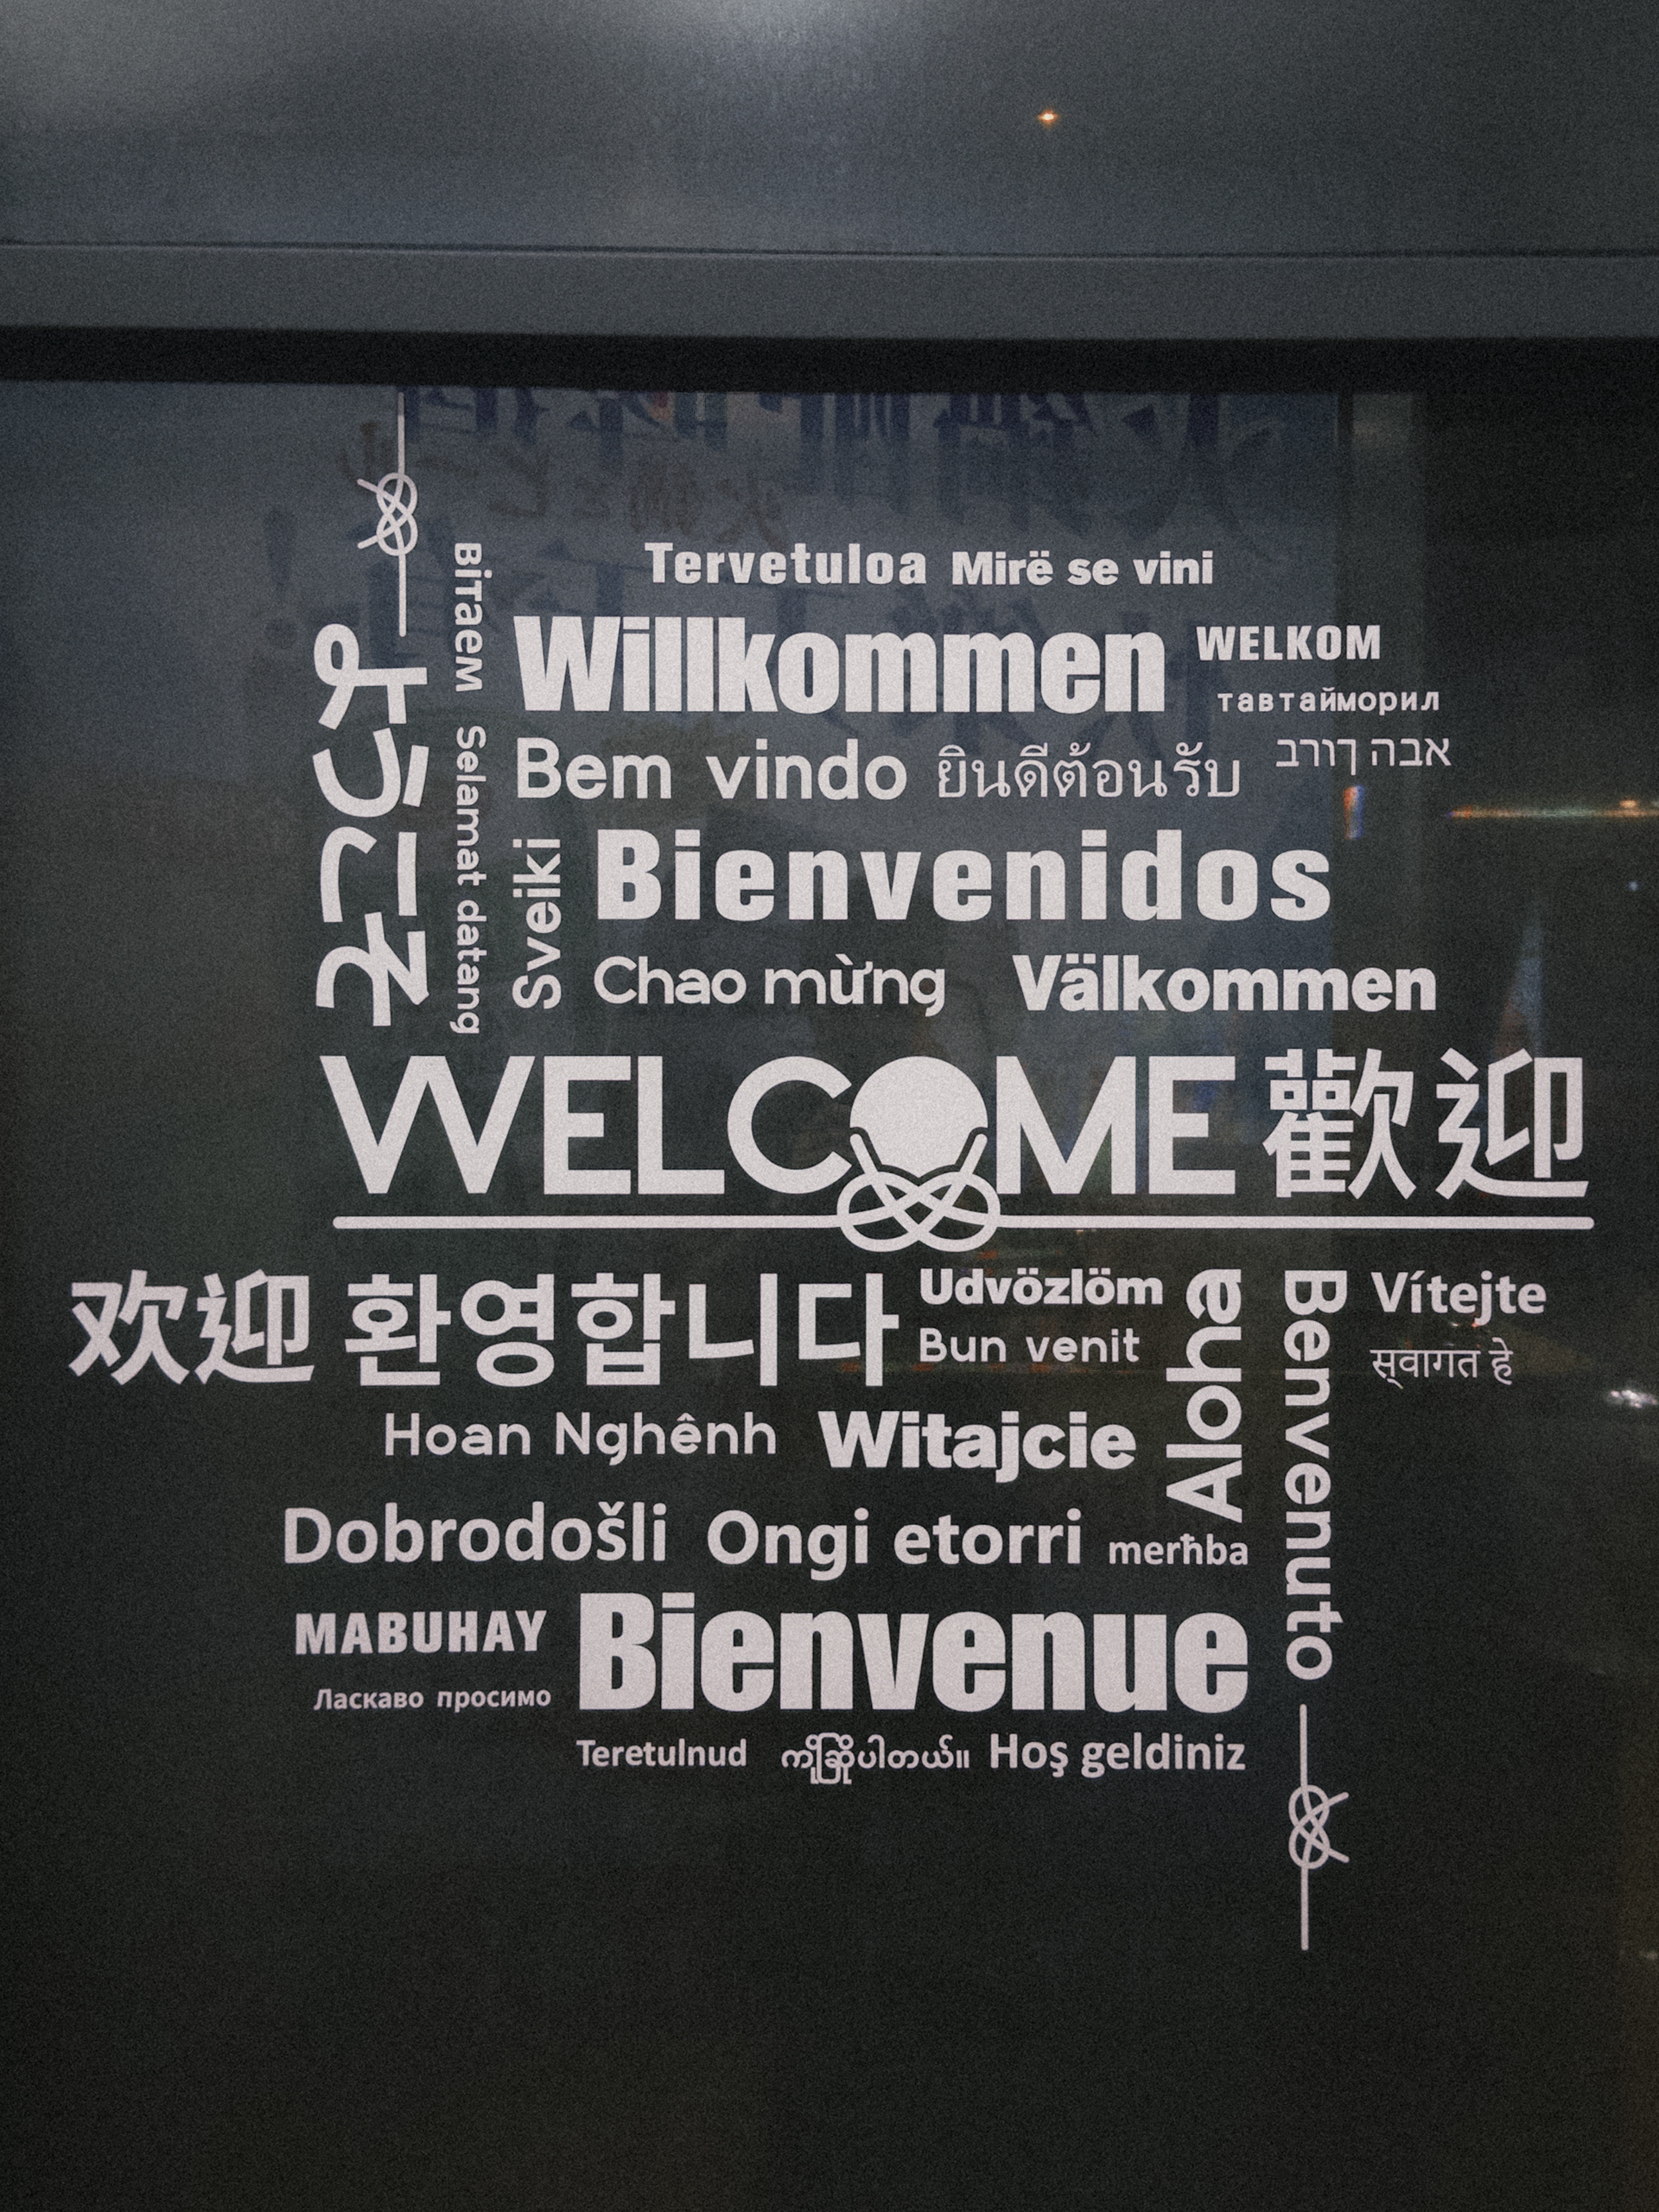 ようこそ
Вітаем
Selamat datang
Tervetuloa Mirë se vini
Willkommen WELKOM
тавтайморил
Bem vindo ยินดีต้อนรับ אבה ךורב
Sveiki
Bienvenidos
Chao mừng Välkommen
WELCOME 歡迎
欢迎 환영합니다 Udvözlöm
Bun venit
Aloha
Benvenuto
Vítejte
स्‌वागत हे
Hoan Nghênh Witajcie
Dobrodošli Ongi etorri merħba
MABUHAY Bienvenue
Ласкаво просимо
Teretulnud ကိုဆြိုပါတယ်။ Hoş geldiniz